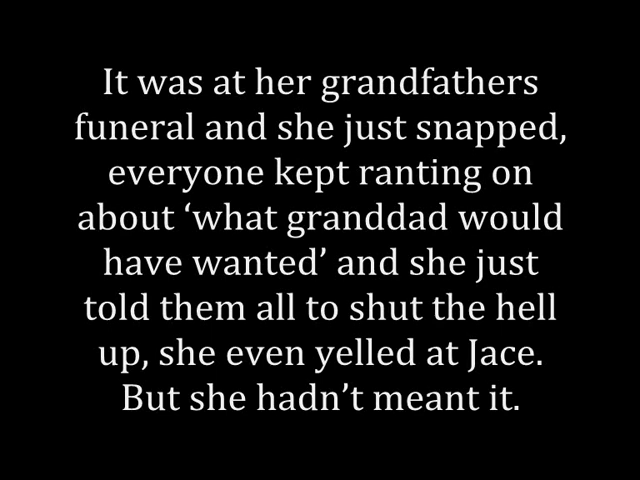 It was at her grandfathers
funeral and she just snapped,
everyone kept ranting on
about ‘what granddad would
have wanted’ and she just
told them all to shut the hell
up, she even yelled at Jace.
But she hadn’t meant it.